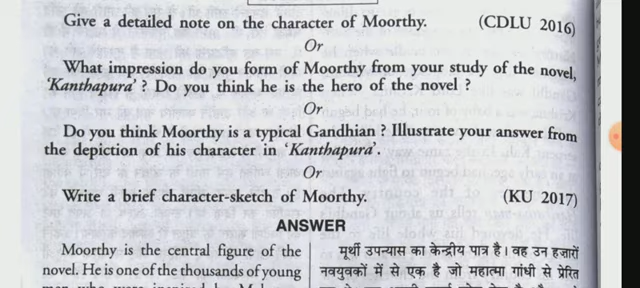 Give a detailed note on the character of Moorthy. (CDLU 2016)
Or
What impression do you form of Moorthy from your study of the novel,
'Kanthapura' ? Do you think he is the hero of the novel ?
Or
Do you think Moorthy is a typical Gandhian ? Illustrate your answer from
the depiction of his character in 'Kanthapura'.
Or
Write a brief character-sketch of Moorthy. (KU 2017)
ANSWER
Moorthy is the central figure of the
novel. He is one of the thousands of young
मूर्थी उपन्यास का केन्द्रीय पात्र है। वह उन हजारों
नवयुवकों में से एक है जो महात्मा गांधी से प्रेरित